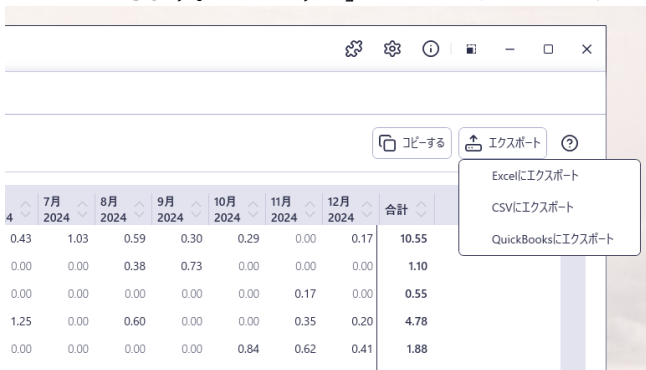 コピーする エクスポート
Excelにエクスポート
CSVにエクスポート
QuickBooksにエクスポート
7月 8月 9月 10月 11月 12月 合計
4 2024 2024 2024 2024 2024 2024
0.43 1.03 0.59 0.30 0.29 0.00 0.17 10.55
0.00 0.00 0.38 0.73 0.00 0.00 0.00 1.10
0.00 0.00 0.00 0.00 0.00 0.17 0.00 0.55
1.25 0.00 0.60 0.00 0.00 0.35 0.20 4.78
0.00 0.00 0.00 0.00 0.84 0.62 0.41 1.88